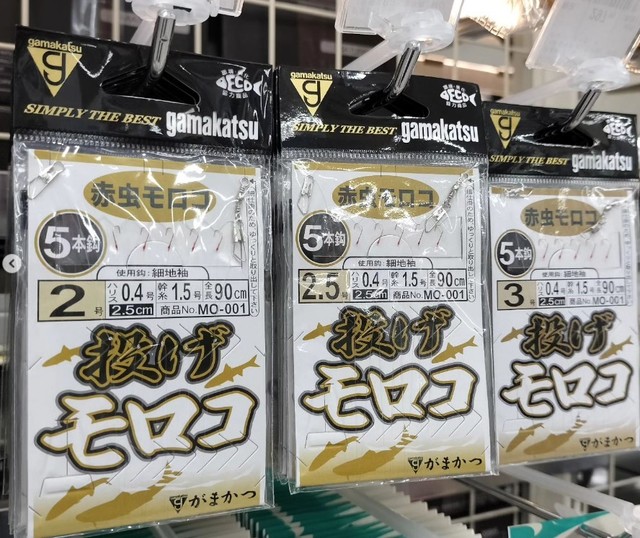 gamakatsu
g
SIMPLY THE BEST gamakatsu
赤虫モロコ
5本鈎
使用鈎:細地袖
2号
ハリス0.4号 幹糸1.5号 全長90cm
2.5cm 商品No.MO-001
投げ
モロコ
がまかつ
gamakatsu
g
SIMPLY THE BEST gamakatsu
赤虫モロコ
5本鈎
使用鈎:細地袖
2.5号
ハリス0.4号 幹糸1.5号 全長90cm
2.5cm 商品No.MO-001
投げ
モロコ
がまかつ
gamakatsu
g
SIMPLY THE BEST gamakatsu
赤虫モロコ
5本鈎
使用鈎:細地袖
3号
ハリス0.4号 幹糸1.5号 全長90cm
2.5cm 商品No.MO-001
投げ
モロコ
がまかつ